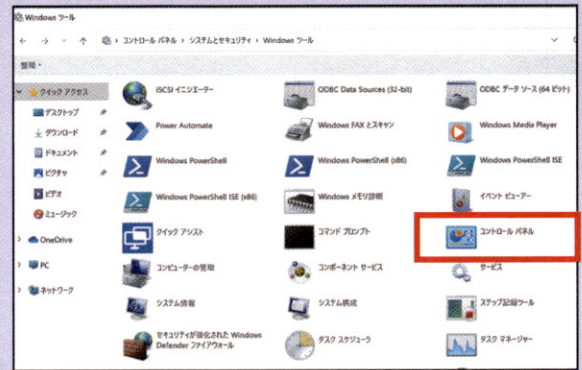 Windows ツール
コントロール パネル › システムとセキュリティ › Windows ツール
整理
クイック アクセス
デスクトップ
ダウンロード
ドキュメント
ピクチャ
ビデオ
ミュージック
OneDrive
PC
ネットワーク
iSCSI イニシエーター
ODBC Data Sources (32-bit)
ODBC データ ソース (64 ビット)
Power Automate
Windows FAX とスキャン
Windows Media Player
Windows PowerShell
Windows PowerShell (x86)
Windows PowerShell ISE
Windows PowerShell ISE (x86)
Windows メモリ診断
イベント ビューアー
クイック アシスト
コマンド プロンプト
コントロール パネル
コンピューターの管理
コンポーネント サービス
サービス
システム情報
システム構成
ステップ記録ツール
セキュリティが強化された Windows
Defender ファイアウォール
タスク スケジューラ
タスク マネージャー